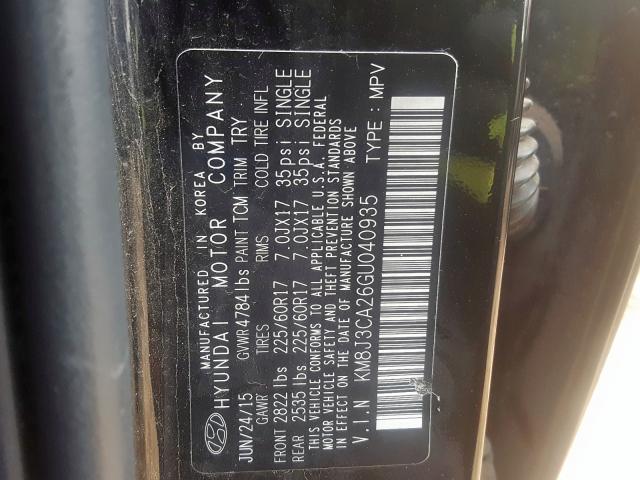 MANUFACTURED IN KOREA BY
HYUNDAI MOTOR COMPANY
JUN/24/15 GVWR 4784 lbs PAINT TCM TRIM TRY
GAWR TIRES RIMS COLD TIRE INFL
FRONT 2822 lbs 225/60R17 7.0JX17 35psi SINGLE
REAR 2535 lbs 225/60R17 7.0JX17 35psi SINGLE
THIS VEHICLE CONFORMS TO ALL APPLICABLE U.S.A. FEDERAL
MOTOR VEHICLE SAFETY AND THEFT PREVENTION STANDARDS
IN EFFECT ON THE DATE OF MANUFACTURE SHOWN ABOVE
V.I.N KM8J3CA26GU040935 TYPE : MPV